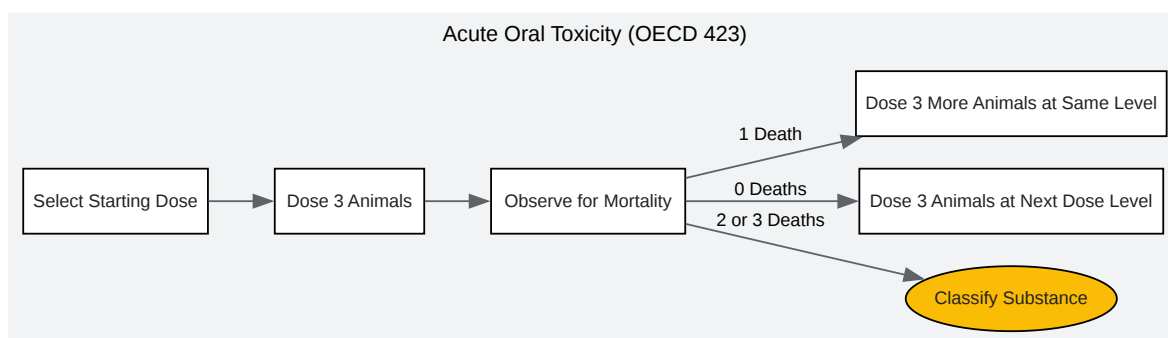 Acute Oral Toxicity (OECD 423)
Select Starting Dose
Dose 3 Animals
Observe for Mortality
1 Death
Dose 3 More Animals at Same Level
0 Deaths
Dose 3 Animals at Next Dose Level
2 or 3 Deaths
Classify Substance